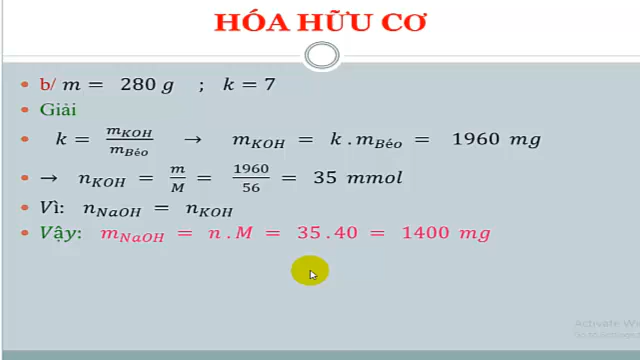 HÓA HỮU CƠ
b/ m = 280 g ; k = 7
Giải
k = m_KOH / m_Béo → m_KOH = k . m_Béo = 1960 mg
→ n_KOH = m / M = 1960 / 56 = 35 mmol
Vì: n_NaOH = n_KOH
Vậy: m_NaOH = n . M = 35 . 40 = 1400 mg
Activate